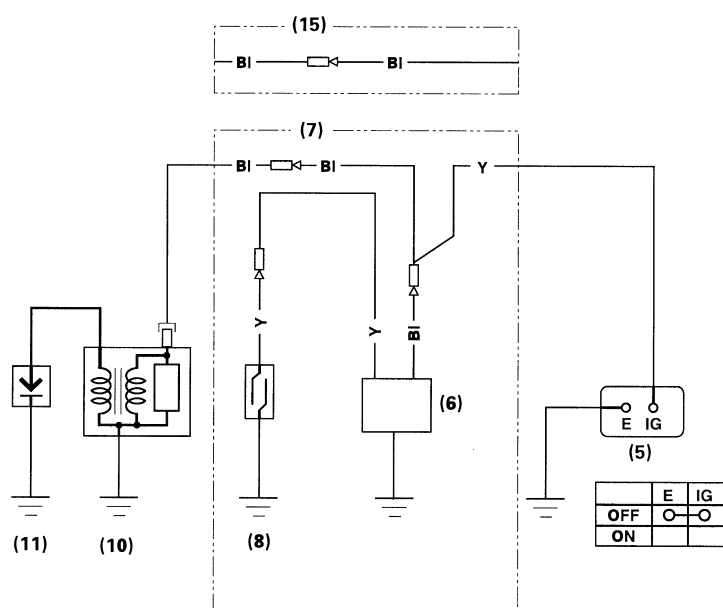 (15)
Bl Bl
(7)
Bl Bl Y
Y Y Bl
(6)
E IG
(5)
E IG
OFF
ON
(11) (10) (8)